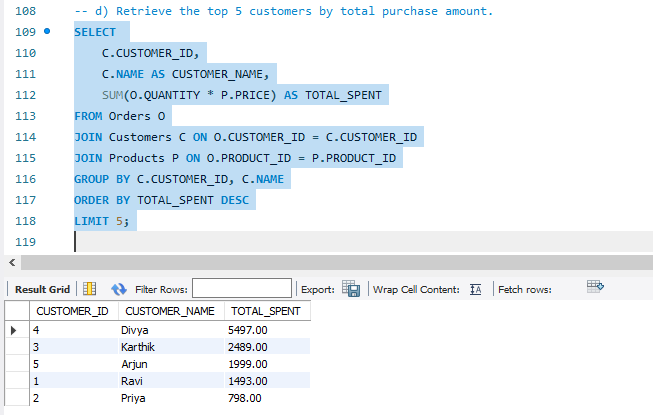 108 -- d) Retrieve the top 5 customers by total purchase amount.
109 SELECT
110 C.CUSTOMER_ID,
111 C.NAME AS CUSTOMER_NAME,
112 SUM(O.QUANTITY * P.PRICE) AS TOTAL_SPENT
113 FROM Orders O
114 JOIN Customers C ON O.CUSTOMER_ID = C.CUSTOMER_ID
115 JOIN Products P ON O.PRODUCT_ID = P.PRODUCT_ID
116 GROUP BY C.CUSTOMER_ID, C.NAME
117 ORDER BY TOTAL_SPENT DESC
118 LIMIT 5;
119
Result Grid Filter Rows: Export: Wrap Cell Content: Fetch rows:
CUSTOMER_ID CUSTOMER_NAME TOTAL_SPENT
4 Divya 5497.00
3 Karthik 2489.00
5 Arjun 1999.00
1 Ravi 1493.00
2 Priya 798.00